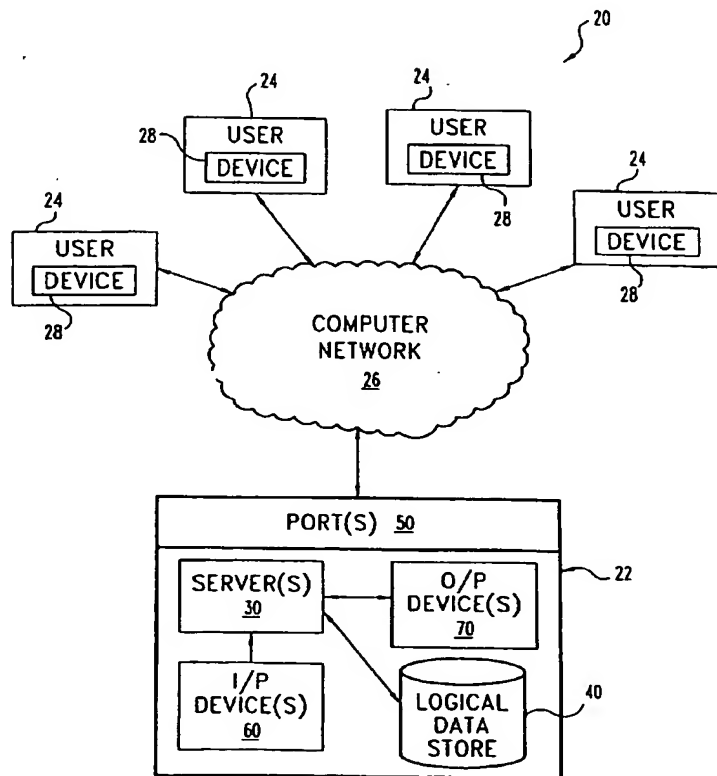 20
24
USER
28
DEVICE
24
USER
DEVICE
28
24
USER
DEVICE
28
24
USER
DEVICE
28
COMPUTER
NETWORK
26
PORT(S) 50
22
SERVER(S)
30
O/P
DEVICE(S)
70
I/P
DEVICE(S)
60
LOGICAL
DATA
STORE
40